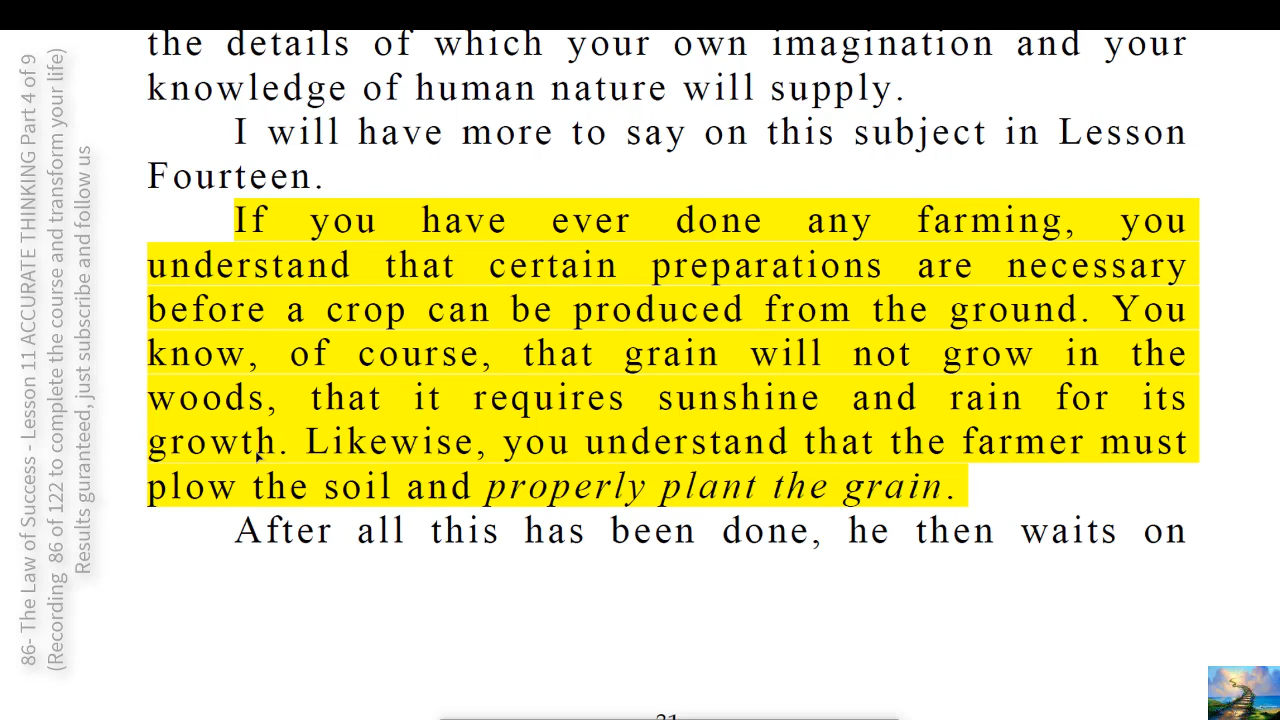 the details of which your own imagination and your
knowledge of human nature will supply.
I will have more to say on this subject in Lesson
Fourteen.
If you have ever done any farming, you
understand that certain preparations are necessary
before a crop can be produced from the ground. You
know, of course, that grain will not grow in the
woods, that it requires sunshine and rain for its
growth. Likewise, you understand that the farmer must
plow the soil and properly plant the grain.
After all this has been done, he then waits on
86- The Law of Success - Lesson 11 ACCURATE THINKING Part 4 of 9
(Recording 86 of 122 to complete the course and transform your life)
Results guranteed, just subscribe and follow us